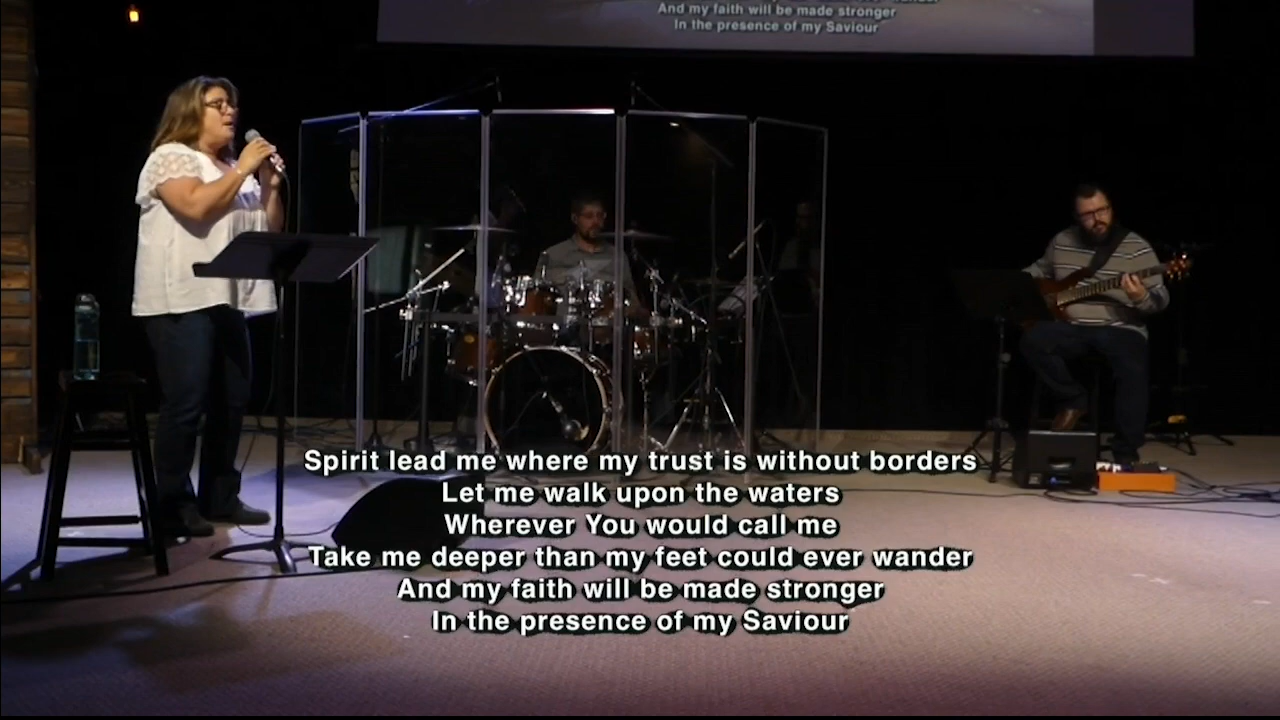 And my faith will be made stronger
In the presence of my Saviour
Spirit lead me where my trust is without borders
Let me walk upon the waters
Wherever You would call me
Take me deeper than my feet could ever wander
And my faith will be made stronger
In the presence of my Saviour